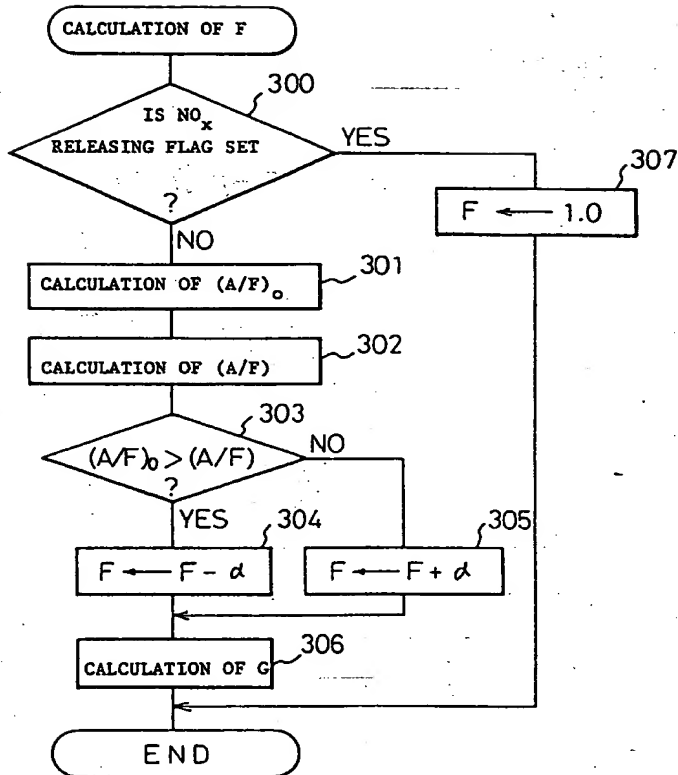 CALCULATION OF F
300
IS NOx
RELEASING FLAG SET
?
YES
307
F ← 1.0
NO
301
CALCULATION OF (A/F)o
302
CALCULATION OF (A/F)
303
(A/F)o > (A/F)
?
NO
YES
304
F ← F - α
305
F ← F + α
306
CALCULATION OF G
END